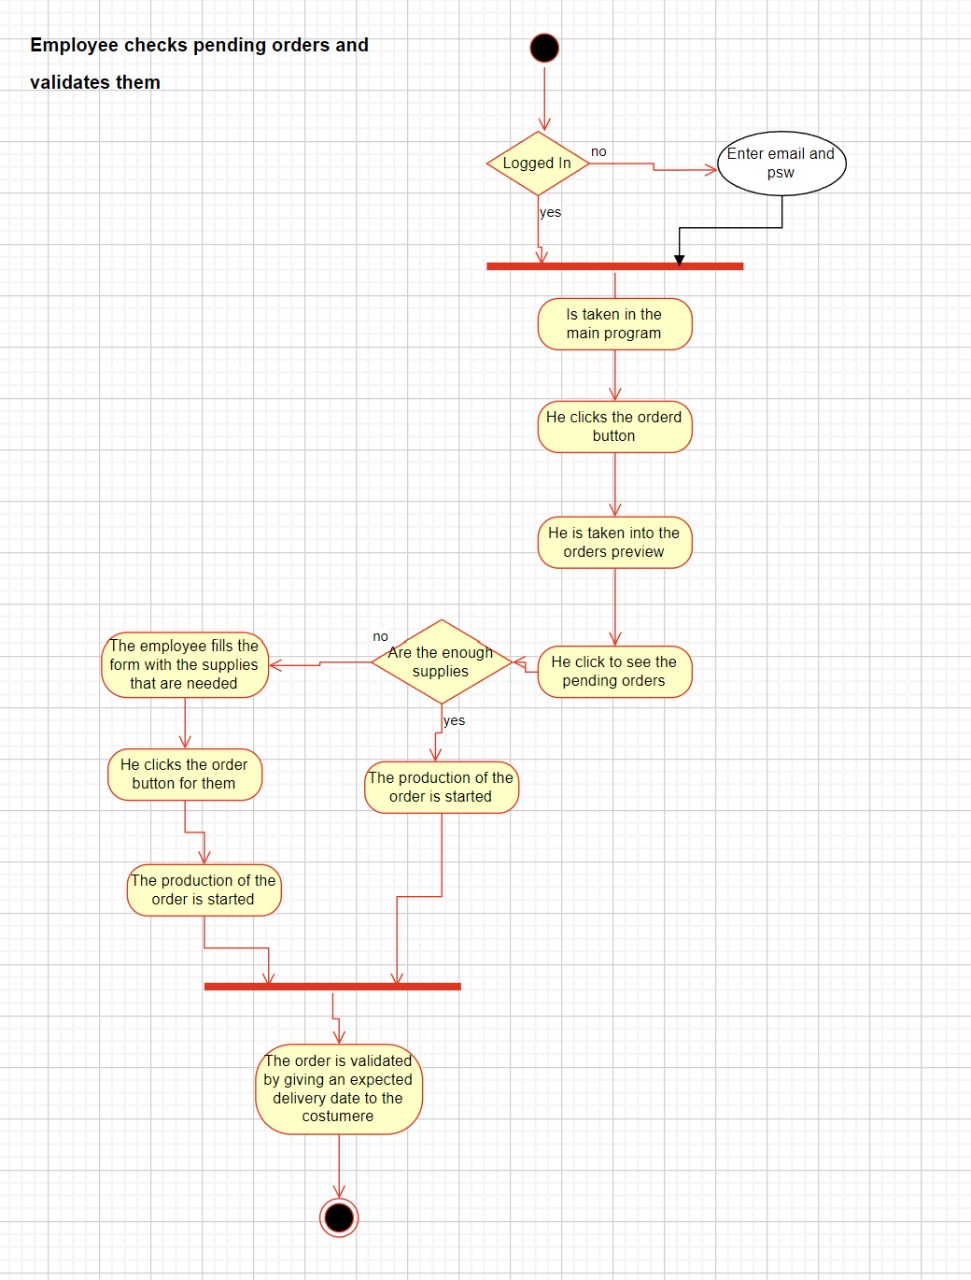 Employee checks pending orders and
validates them
Logged In
no
Enter email and
psw
yes
Is taken in the
main program
He clicks the orderd
button
He is taken into the
orders preview
He click to see the
pending orders
Are the enough
supplies
no
The employee fills the
form with the supplies
that are needed
yes
He clicks the order
button for them
The production of the
order is started
The production of the
order is started
The order is validated
by giving an expected
delivery date to the
costumere